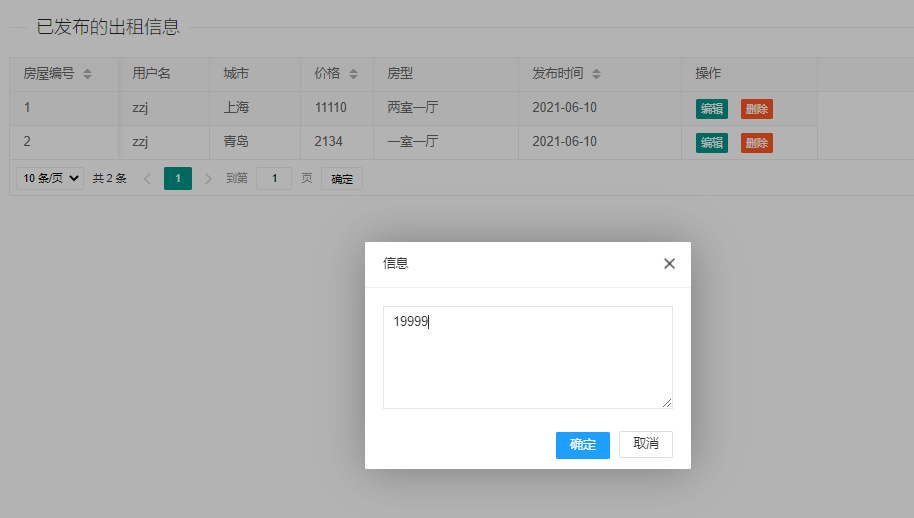 已发布的出租信息
房屋编号 用户名 城市 价格 房型 发布时间 操作
1 zzj 上海 11110 两室一厅 2021-06-10 编辑 删除
2 zzj 青岛 2134 一室一厅 2021-06-10 编辑 删除
10 条/页 共 2 条 1 到第 1 页 确定
信息
19999
确定 取消